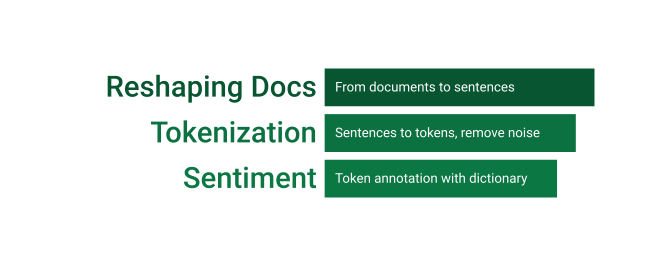 Reshaping Docs
From documents to sentences
Tokenization
Sentences to tokens, remove noise
Sentiment
Token annotation with dictionary